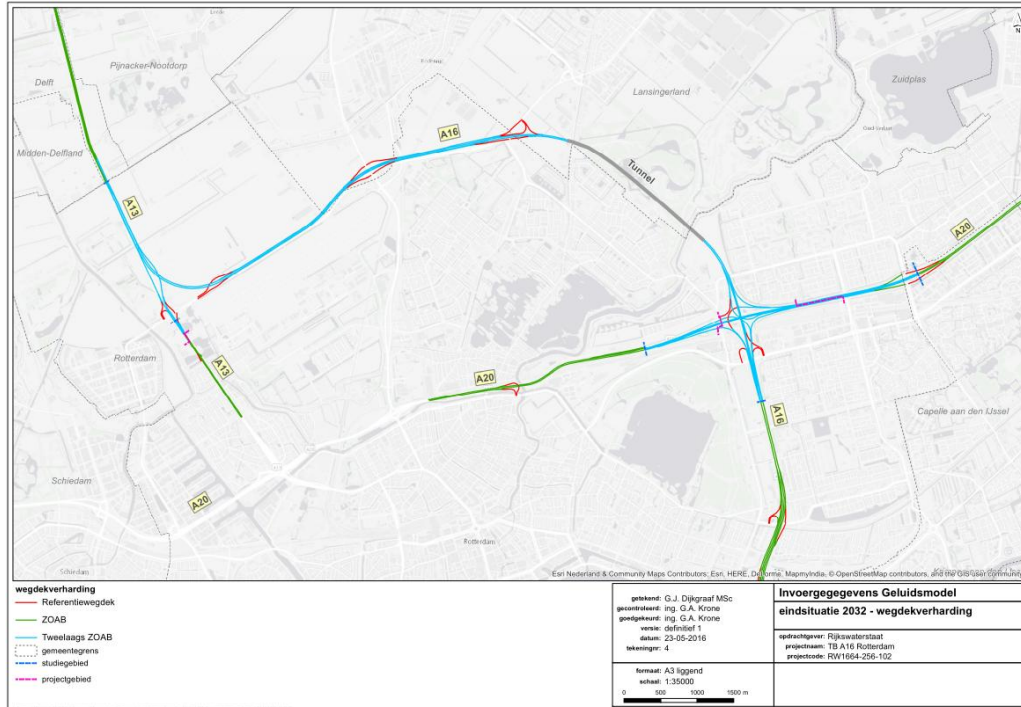 N
Pijnacker-Nootdorp
Delft
Zuidplas
Lansingerland
A16
Midden-Delfland
Tunnel
A13
A20
Rotterdam
A13
A20
A16
Capelle aan den IJssel
Schiedam
A20
Rotterdam
Schiedam
Esri Nederland & Community Maps Contributors; Esri, HERE, DeLorme, MapmyIndia, © OpenStreetMap contributors, and the GIS user community
wegdekverharding
Referentiewegdek
ZOAB
Tweelaags ZOAB
gemeentegrens
studiegebied
projectgebied
getekend: G.J. Dijkgraaf MSc
gecontroleerd: ing. G.A. Krone
goedgekeurd: ing. G.A. Krone
versie: definitief 1
datum: 23-05-2016
tekeningnr: 4
formaat: A3 liggend
schaal: 1:35000
0 500 1000 1500 m
Invoergegegevens Geluidsmodel
eindsituatie 2032 - wegdekverharding
opdrachtgever: Rijkswaterstaat
projectnaam: TB A16 Rotterdam
projectcode: RW1664-256-102